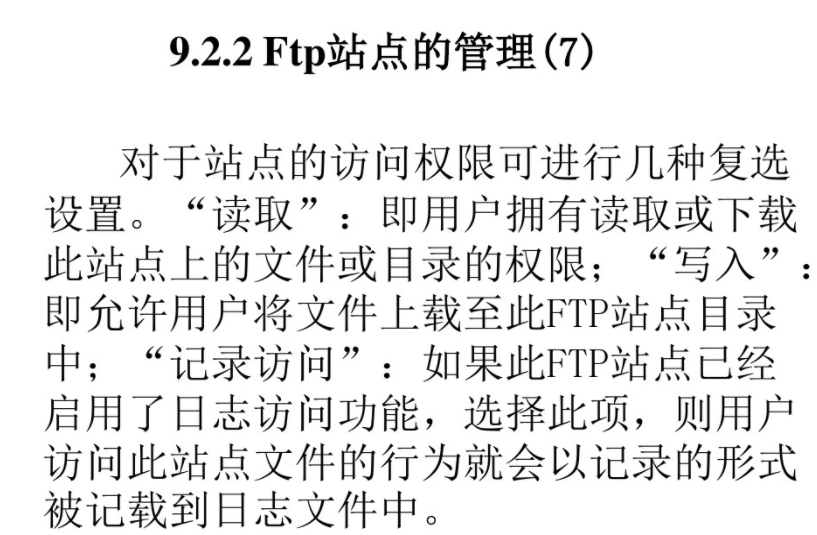 9.2.2 Ftp站点的管理(7)
对于站点的访问权限可进行几种复选
设置。“读取”：即用户拥有读取或下载
此站点上的文件或目录的权限；“写入”：
即允许用户将文件上载至此FTP站点目录
中；“记录访问”：如果此FTP站点已经
启用了日志访问功能，选择此项，则用户
访问此站点文件的行为就会以记录的形式
被记载到日志文件中。